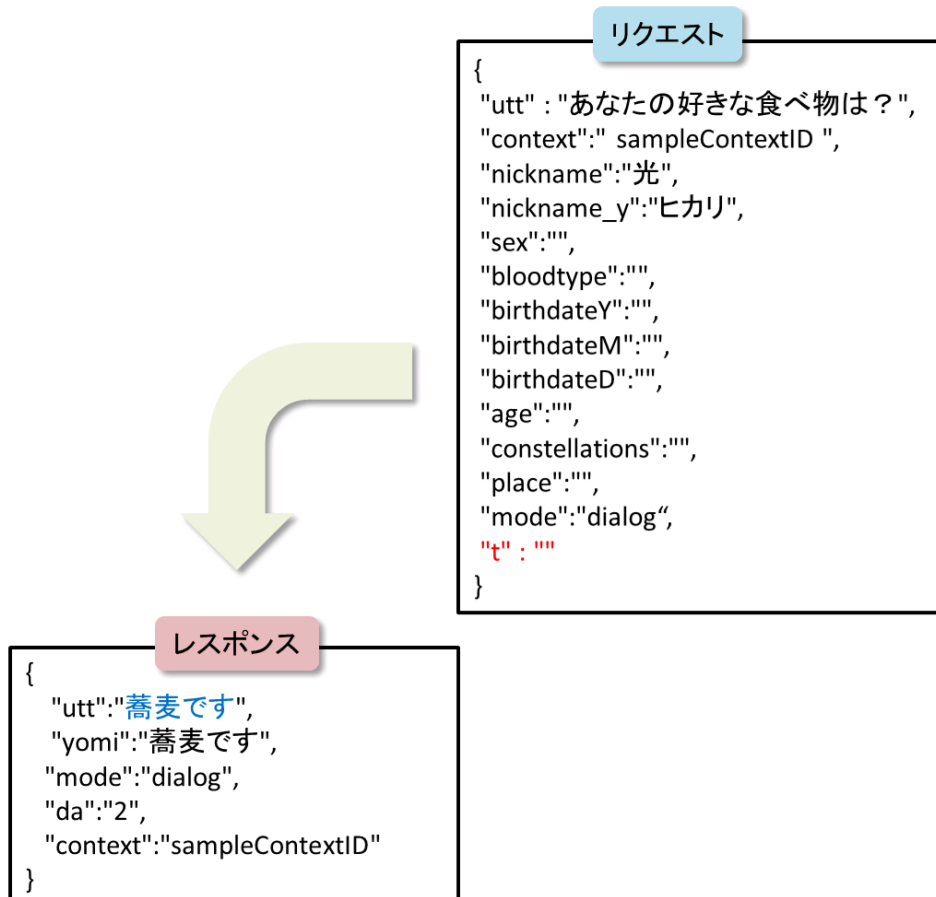 リクエスト
{
"utt" : "あなたの好きな食べ物は？",
"context":" sampleContextID ",
"nickname":"光",
"nickname_y":"ヒカリ",
"sex":"",
"bloodtype":"",
"birthdateY":"",
"birthdateM":"",
"birthdateD":"",
"age":"",
"constellations":"",
"place":"",
"mode":"dialog“,
"t" : ""
}
レスポンス
{
"utt":"蕎麦です",
"yomi":"蕎麦です",
"mode":"dialog",
"da":"2",
"context":"sampleContextID"
}